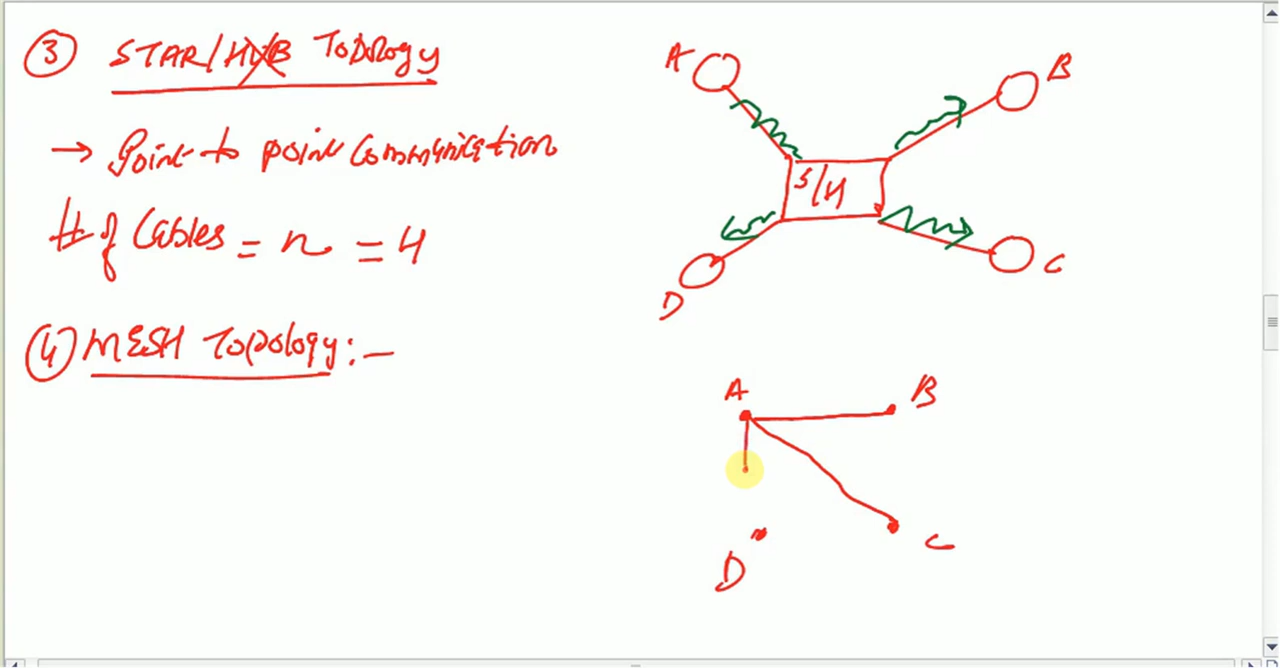 ③ STAR/HUB Topology
→ Point to point Communication
# of Cables = n = 4
④ MESH Topology:-
A
B
S/H
D
C
A
B
C
D